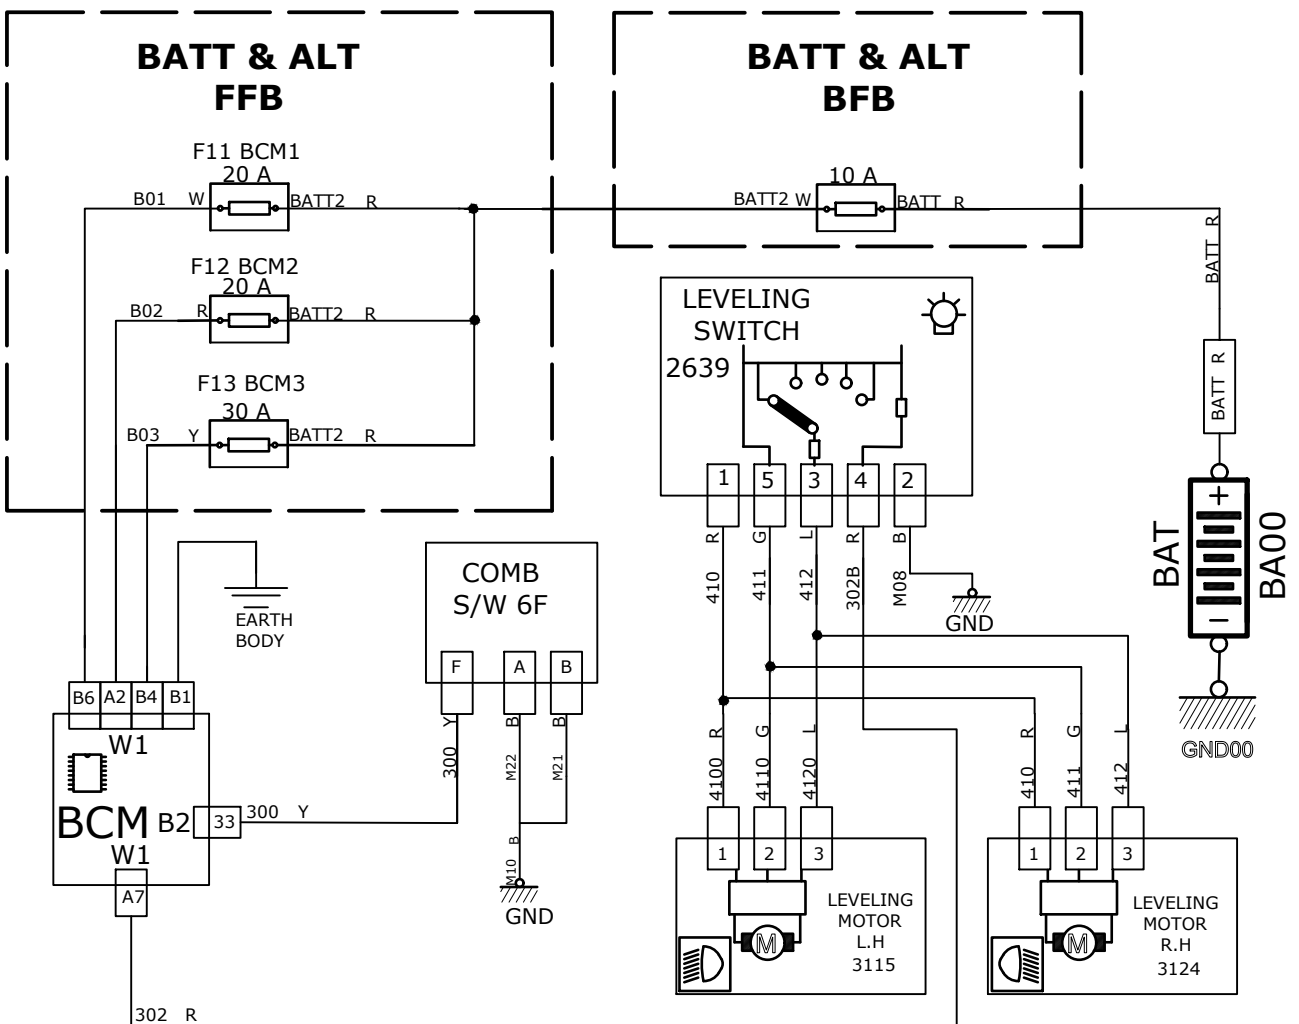 BATT & ALT
FFB
BATT & ALT
BFB
F11 BCM1
20 A
B01 W
BATT2 R
BATT2 W
10 A
BATT R
F12 BCM2
20 A
B02 R
BATT2 R
F13 BCM3
30 A
B03 Y
BATT2 R
BATT R
BATT R
LEVELING
SWITCH
2639
1 5 3 4 2
R G L R B
410 411 412 302B M08
GND
BAT
+
−
BA00
GND00
EARTH
BODY
COMB
S/W 6F
F A B
Y B B
300 M22 M21
B
M10
GND
B6 A2 B4 B1
W1
BCM
B2 33
300 Y
W1
A7
302 R
R G L
4100 4110 4120
R G L
410 411 412
1 2 3
M
LEVELING
MOTOR
L.H
3115
1 2 3
M
LEVELING
MOTOR
R.H
3124